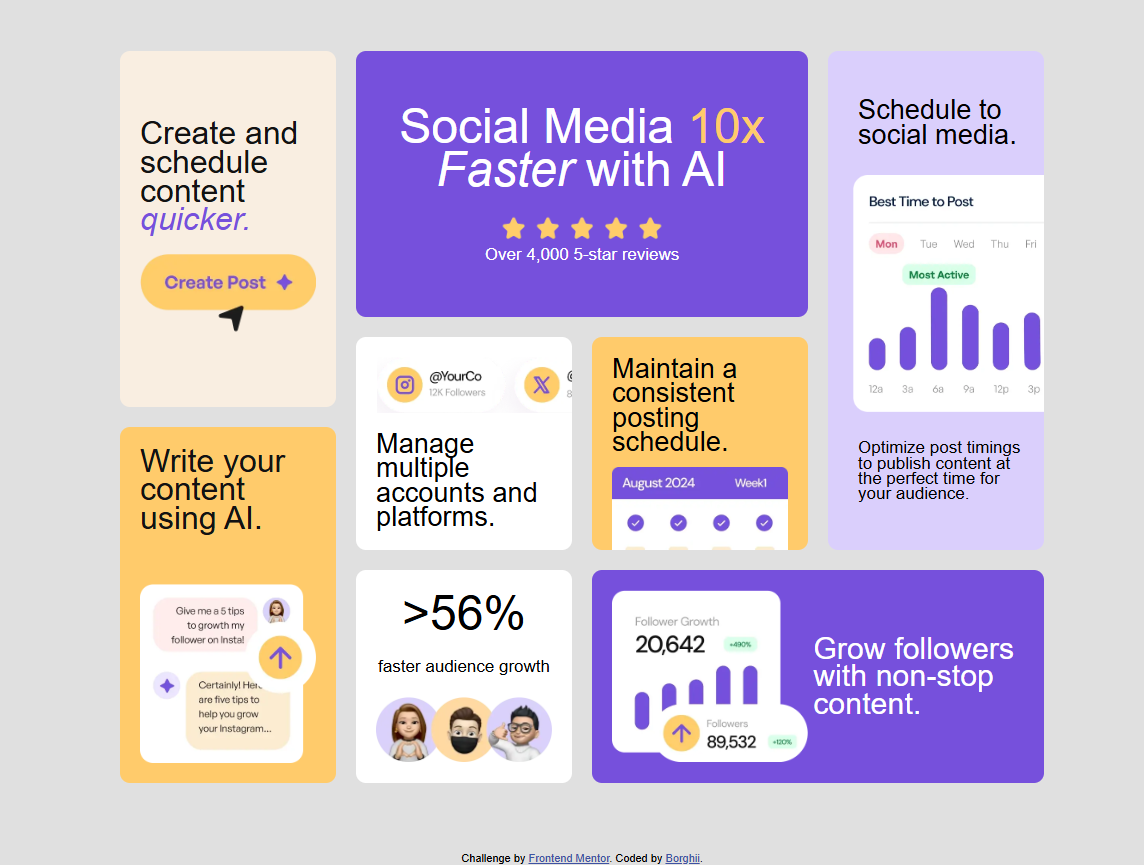 Create and
schedule
content
quicker.
Create Post
Social Media 10x
Faster with AI
Over 4,000 5-star reviews
Schedule to
social media.
Best Time to Post
Mon Tue Wed Thu Fri
Most Active
12a 3a 6a 9a 12p 3p
Optimize post timings
to publish content at
the perfect time for
your audience.
@YourCo
12K Followers
Manage
multiple
accounts and
platforms.
Maintain a
consistent
posting
schedule.
August 2024 Week1
Write your
content
using AI.
Give me a 5 tips
to growth my
follower on Insta!
Certainly! Here
are five tips to
help you grow
your Instagram...
>56%
faster audience growth
Follower Growth
20,642 +490%
Followers
89,532 +120%
Grow followers
with non-stop
content.
Challenge by Frontend Mentor. Coded by Borghii.